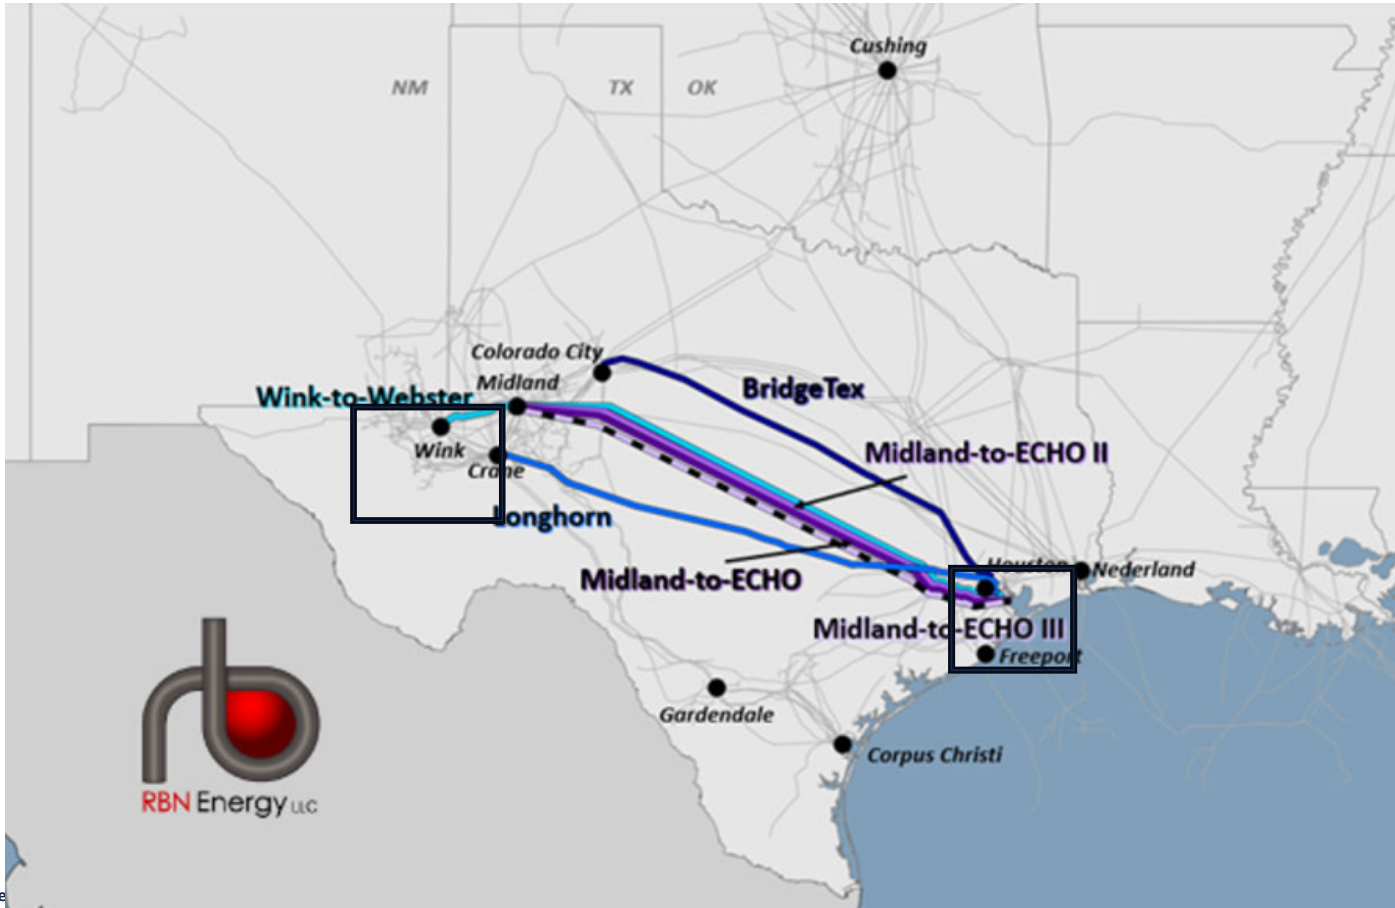 Cushing
NM
TX
OK
Colorado City
Midland
Wink-to-Webster
BridgeTex
Wink
Crane
Midland-to-ECHO II
Longhorn
Houston
Nederland
Midland-to-ECHO
Midland-to-ECHO III
Freeport
Gardendale
Corpus Christi
RBN Energy LLC
e